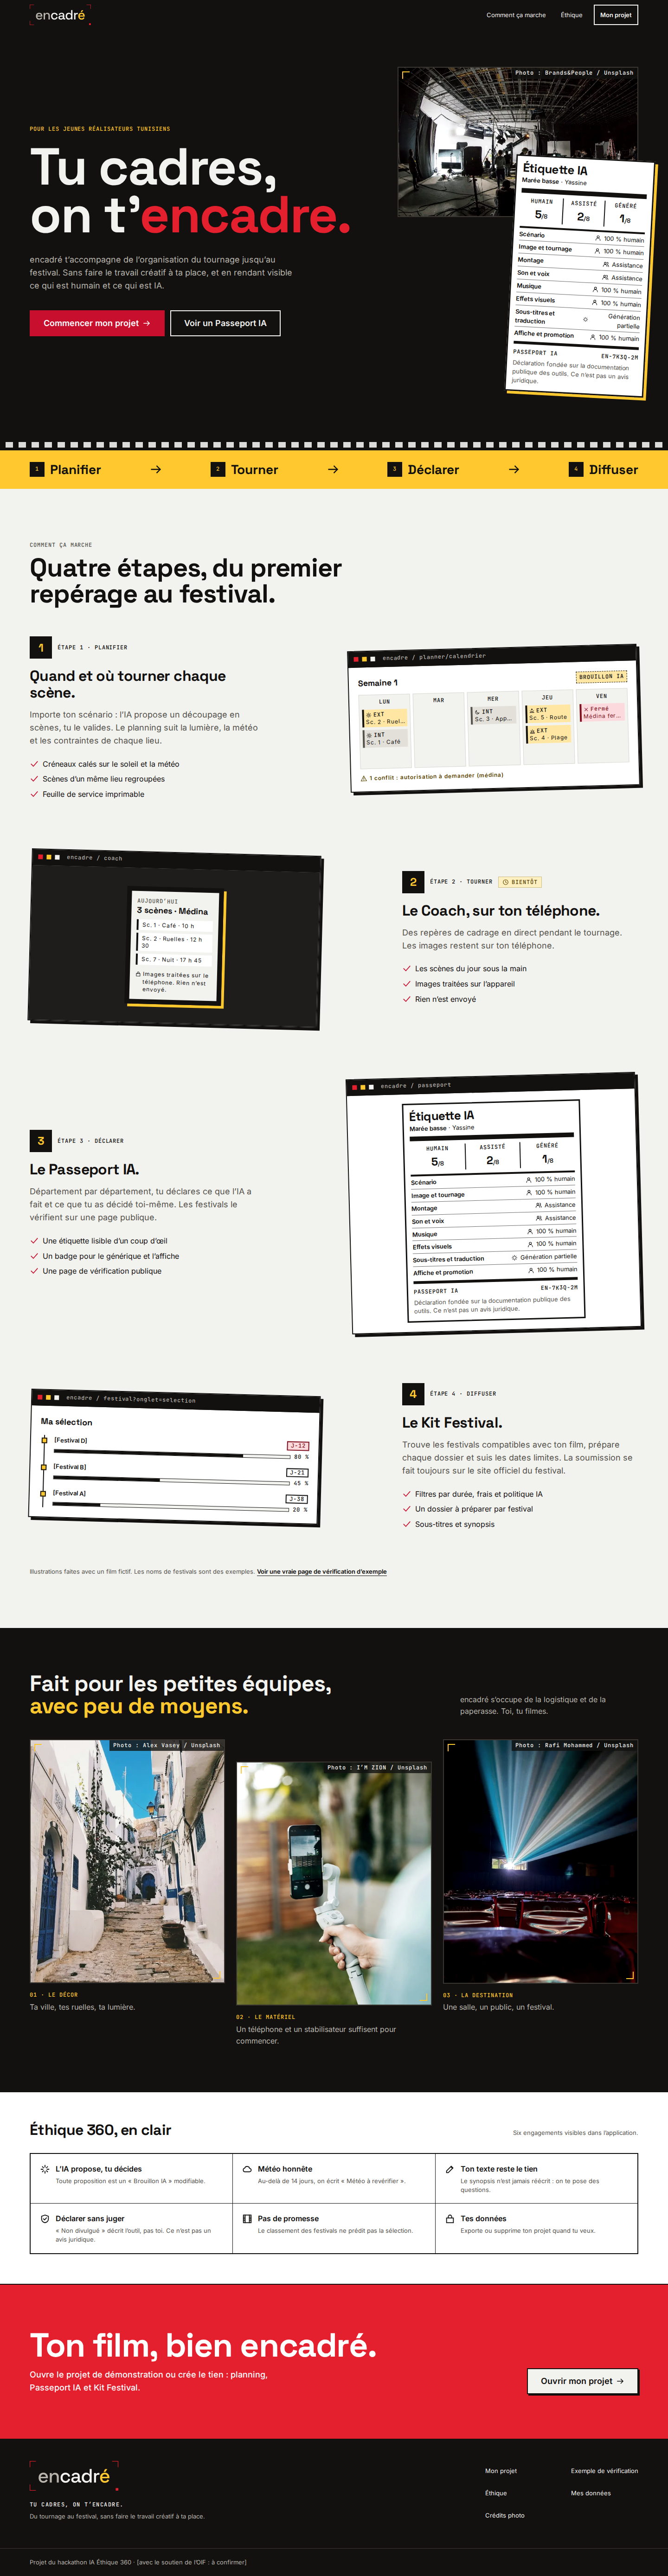 encadré
Comment ça marche
Éthique
Mon projet
POUR LES JEUNES RÉALISATEURS TUNISIENS
Tu cadres,
on t’encadre.
encadré t’accompagne de l’organisation du tournage jusqu’au
festival. Sans faire le travail créatif à ta place, et en rendant visible
ce qui est humain et ce qui est IA.
Commencer mon projet →
Voir un Passeport IA
Photo : Brands&People / Unsplash
Étiquette IA
Marée basse · Yassine
HUMAIN ASSISTÉ GÉNÉRÉ
5/8 2/8 1/8
Scénario 100 % humain
Image et tournage 100 % humain
Montage Assistance
Son et voix Assistance
Musique 100 % humain
Effets visuels 100 % humain
Sous-titres et traduction Génération partielle
Affiche et promotion 100 % humain
PASSEPORT IA EN-7K3Q-2M
Déclaration fondée sur la documentation
publique des outils. Ce n’est pas un avis
juridique.
1 Planifier → 2 Tourner → 3 Déclarer → 4 Diffuser
COMMENT ÇA MARCHE
Quatre étapes, du premier
repérage au festival.
1 ÉTAPE 1 · PLANIFIER
Quand et où tourner chaque
scène.
Importe ton scénario : l’IA propose un découpage en
scènes, tu le valides. Le planning suit la lumière, la météo
et les contraintes de chaque lieu.
Créneaux calés sur le soleil et la météo
Scènes d’un même lieu regroupées
Feuille de service imprimable
encadre / planner/calendrier
Semaine 1 BROUILLON IA
LUN MAR MER JEU VEN
EXT
Sc. 2 · Ruel…
INT
Sc. 1 · Café
INT
Sc. 3 · App…
EXT
Sc. 5 · Route
EXT
Sc. 4 · Plage
Fermé
Médina fer…
1 conflit : autorisation à demander (médina)
encadre / coach
AUJOURD’HUI
3 scènes · Médina
Sc. 1 · Café · 10 h
Sc. 2 · Ruelles · 12 h
30
Sc. 7 · Nuit · 17 h 45
Images traitées sur le
téléphone. Rien n’est
envoyé.
2 ÉTAPE 2 · TOURNER BIENTÔT
Le Coach, sur ton téléphone.
Des repères de cadrage en direct pendant le tournage.
Les images restent sur ton téléphone.
Les scènes du jour sous la main
Images traitées sur l’appareil
Rien n’est envoyé
3 ÉTAPE 3 · DÉCLARER
Le Passeport IA.
Département par département, tu déclares ce que l’IA a
fait et ce que tu as décidé toi-même. Les festivals le
vérifient sur une page publique.
Une étiquette lisible d’un coup d’œil
Un badge pour le générique et l’affiche
Une page de vérification publique
encadre / passeport
Étiquette IA
Marée basse · Yassine
HUMAIN ASSISTÉ GÉNÉRÉ
5/8 2/8 1/8
Scénario 100 % humain
Image et tournage 100 % humain
Montage Assistance
Son et voix Assistance
Musique 100 % humain
Effets visuels 100 % humain
Sous-titres et traduction Génération partielle
Affiche et promotion 100 % humain
PASSEPORT IA EN-7K3Q-2M
Déclaration fondée sur la documentation publique des
outils. Ce n’est pas un avis juridique.
encadre / festival?onglet=selection
Ma sélection
[Festival D] J-12
80 %
[Festival B] J-21
45 %
[Festival A] J-38
20 %
4 ÉTAPE 4 · DIFFUSER
Le Kit Festival.
Trouve les festivals compatibles avec ton film, prépare
chaque dossier et suis les dates limites. La soumission se
fait toujours sur le site officiel du festival.
Filtres par durée, frais et politique IA
Un dossier à préparer par festival
Sous-titres et synopsis
Illustrations faites avec un film fictif. Les noms de festivals sont des exemples. Voir une vraie page de vérification d’exemple
Fait pour les petites équipes,
avec peu de moyens.
encadré s’occupe de la logistique et de la
paperasse. Toi, tu filmes.
Photo : Alex Vasey / Unsplash
Photo : I’M ZION / Unsplash
Photo : Rafi Mohammed / Unsplash
01 · LE DÉCOR
Ta ville, tes ruelles, ta lumière.
02 · LE MATÉRIEL
Un téléphone et un stabilisateur suffisent pour
commencer.
03 · LA DESTINATION
Une salle, un public, un festival.
Éthique 360, en clair
Six engagements visibles dans l’application.
L’IA propose, tu décides
Toute proposition est un « Brouillon IA » modifiable.
Météo honnête
Au-delà de 14 jours, on écrit « Météo à revérifier ».
Ton texte reste le tien
Le synopsis n’est jamais réécrit : on te pose des
questions.
Déclarer sans juger
« Non divulgué » décrit l’outil, pas toi. Ce n’est pas un
avis juridique.
Pas de promesse
Le classement des festivals ne prédit pas la sélection.
Tes données
Exporte ou supprime ton projet quand tu veux.
Ton film, bien encadré.
Ouvre le projet de démonstration ou crée le tien : planning,
Passeport IA et Kit Festival.
Ouvrir mon projet →
encadré
TU CADRES, ON T’ENCADRE.
Du tournage au festival, sans faire le travail créatif à ta place.
Mon projet
Exemple de vérification
Éthique
Mes données
Crédits photo
Projet du hackathon IA Éthique 360 · [avec le soutien de l’OIF : à confirmer]